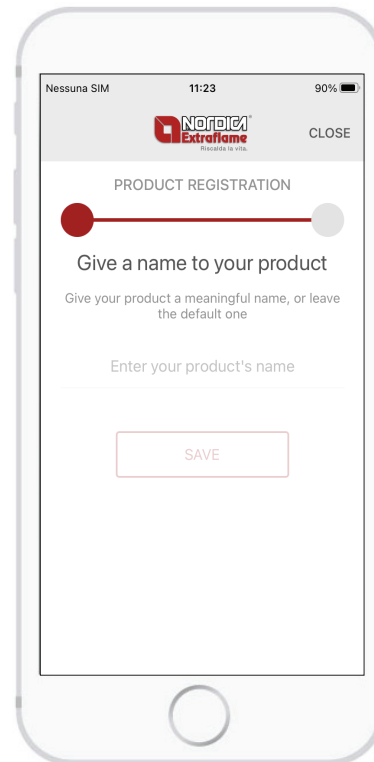 Nessuna SIM 11:23 90%
NORDICA®
Extraflame
Riscalda la vita.
CLOSE
PRODUCT REGISTRATION
Give a name to your product
Give your product a meaningful name, or leave
the default one
Enter your product's name
SAVE